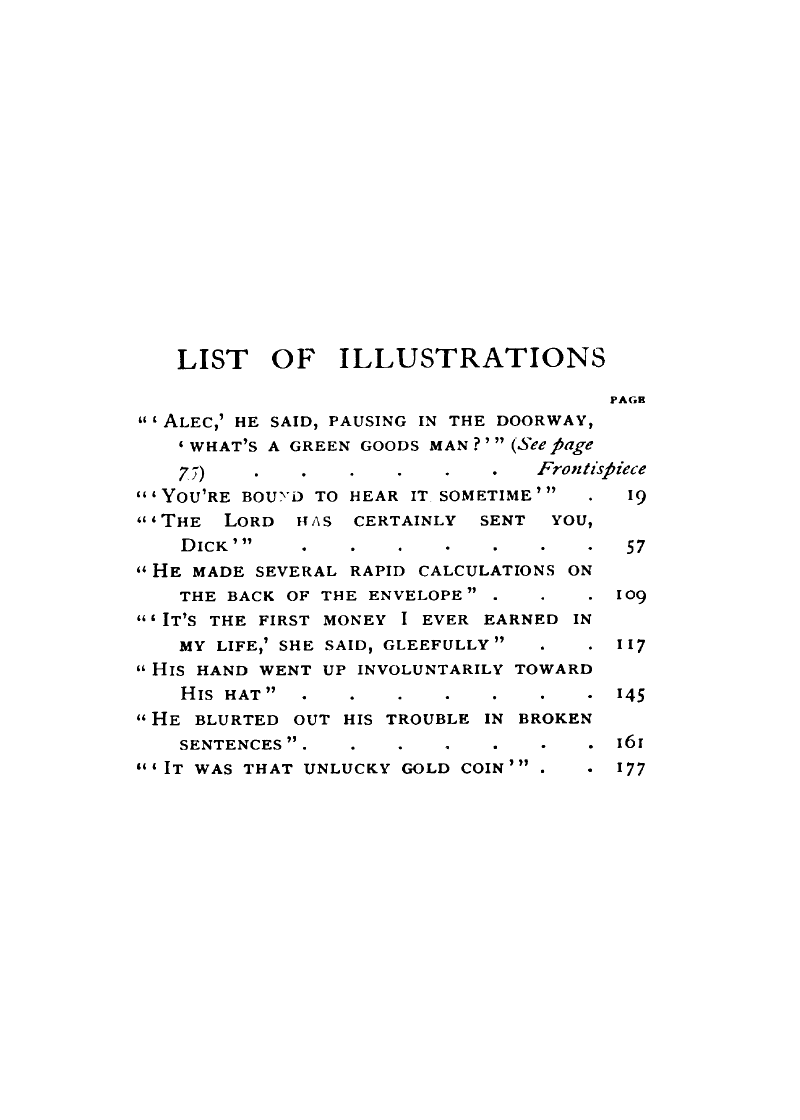 LIST OF ILLUSTRATIONS
PAGE
"'Alec,' he said, pausing in the doorway,
'what's a green goods man?'" (See page
75) . . . . . . Frontispiece
"'You're bound to hear it sometime'" . 19
"'The Lord has certainly sent you,
Dick'" . . . . . . . 57
"He made several rapid calculations on
the back of the envelope" . . . 109
"'It's the first money I ever earned in
my life,' she said, gleefully" . . 117
"His hand went up involuntarily toward
His hat" . . . . . . . 145
"He blurted out his trouble in broken
sentences". . . . . . . 161
"'It was that unlucky gold coin'" . . 177